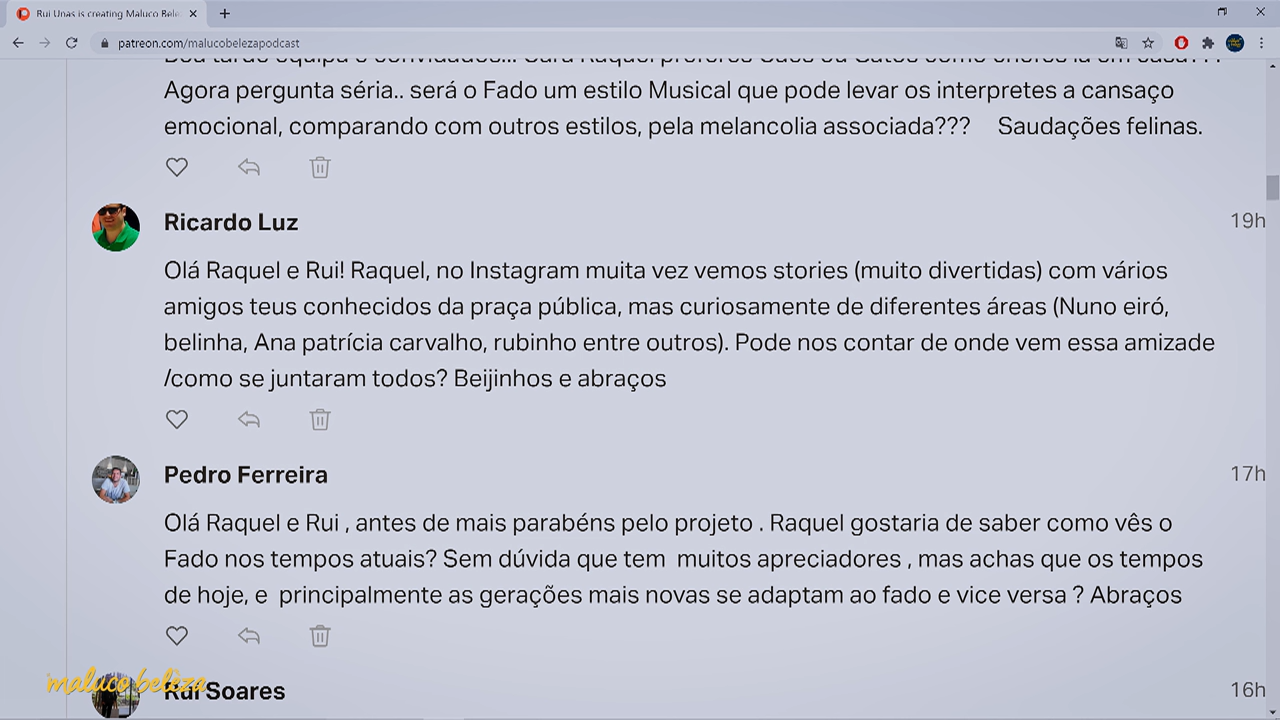 Rui Unas is creating Maluco Bele
patreon.com/malucobelezapodcast
Agora pergunta séria.. será o Fado um estilo Musical que pode levar os interpretes a cansaço
emocional, comparando com outros estilos, pela melancolia associada??? Saudações felinas.
Ricardo Luz
19h
Olá Raquel e Rui! Raquel, no Instagram muita vez vemos stories (muito divertidas) com vários
amigos teus conhecidos da praça pública, mas curiosamente de diferentes áreas (Nuno eiró,
belinha, Ana patrícia carvalho, rubinho entre outros). Pode nos contar de onde vem essa amizade
/como se juntaram todos? Beijinhos e abraços
Pedro Ferreira
17h
Olá Raquel e Rui , antes de mais parabéns pelo projeto . Raquel gostaria de saber como vês o
Fado nos tempos atuais? Sem dúvida que tem muitos apreciadores , mas achas que os tempos
de hoje, e principalmente as gerações mais novas se adaptam ao fado e vice versa ? Abraços
maluco beleza
Rui Soares
16h